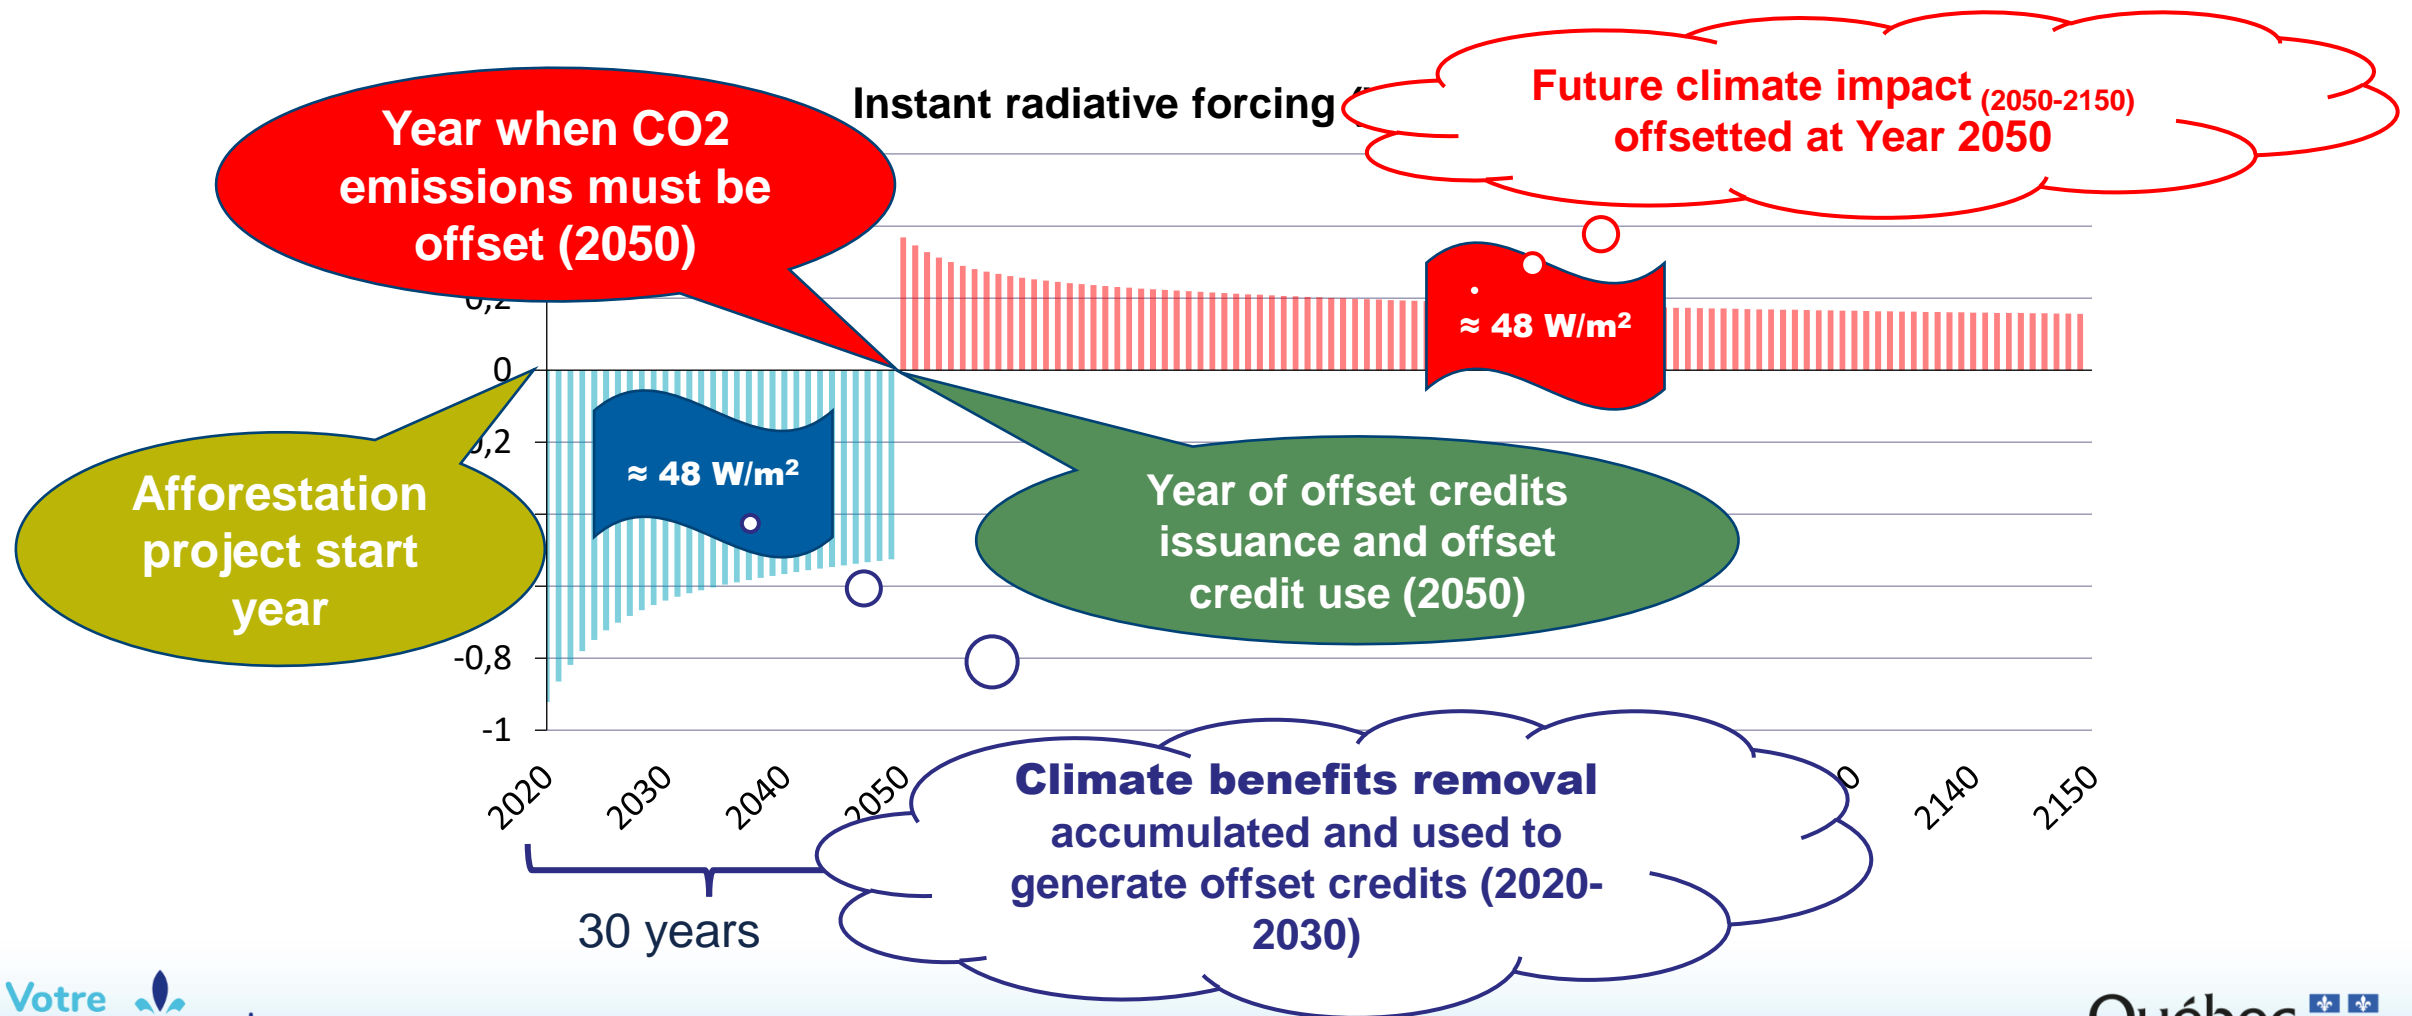 Future climate impact (2050-2150)
offsetted at Year 2050
Instant radiative forcing
Year when CO2
emissions must be
offset (2050)
0,2
≈ 48 W/m²
0
≈ 48 W/m²
Afforestation
project start
year
Year of offset credits
issuance and offset
credit use (2050)
-0,8
-1
2020
2030
2040
2050
2140
2150
Climate benefits removal
accumulated and used to
generate offset credits (2020-
2030)
30 years
Votre
Québec